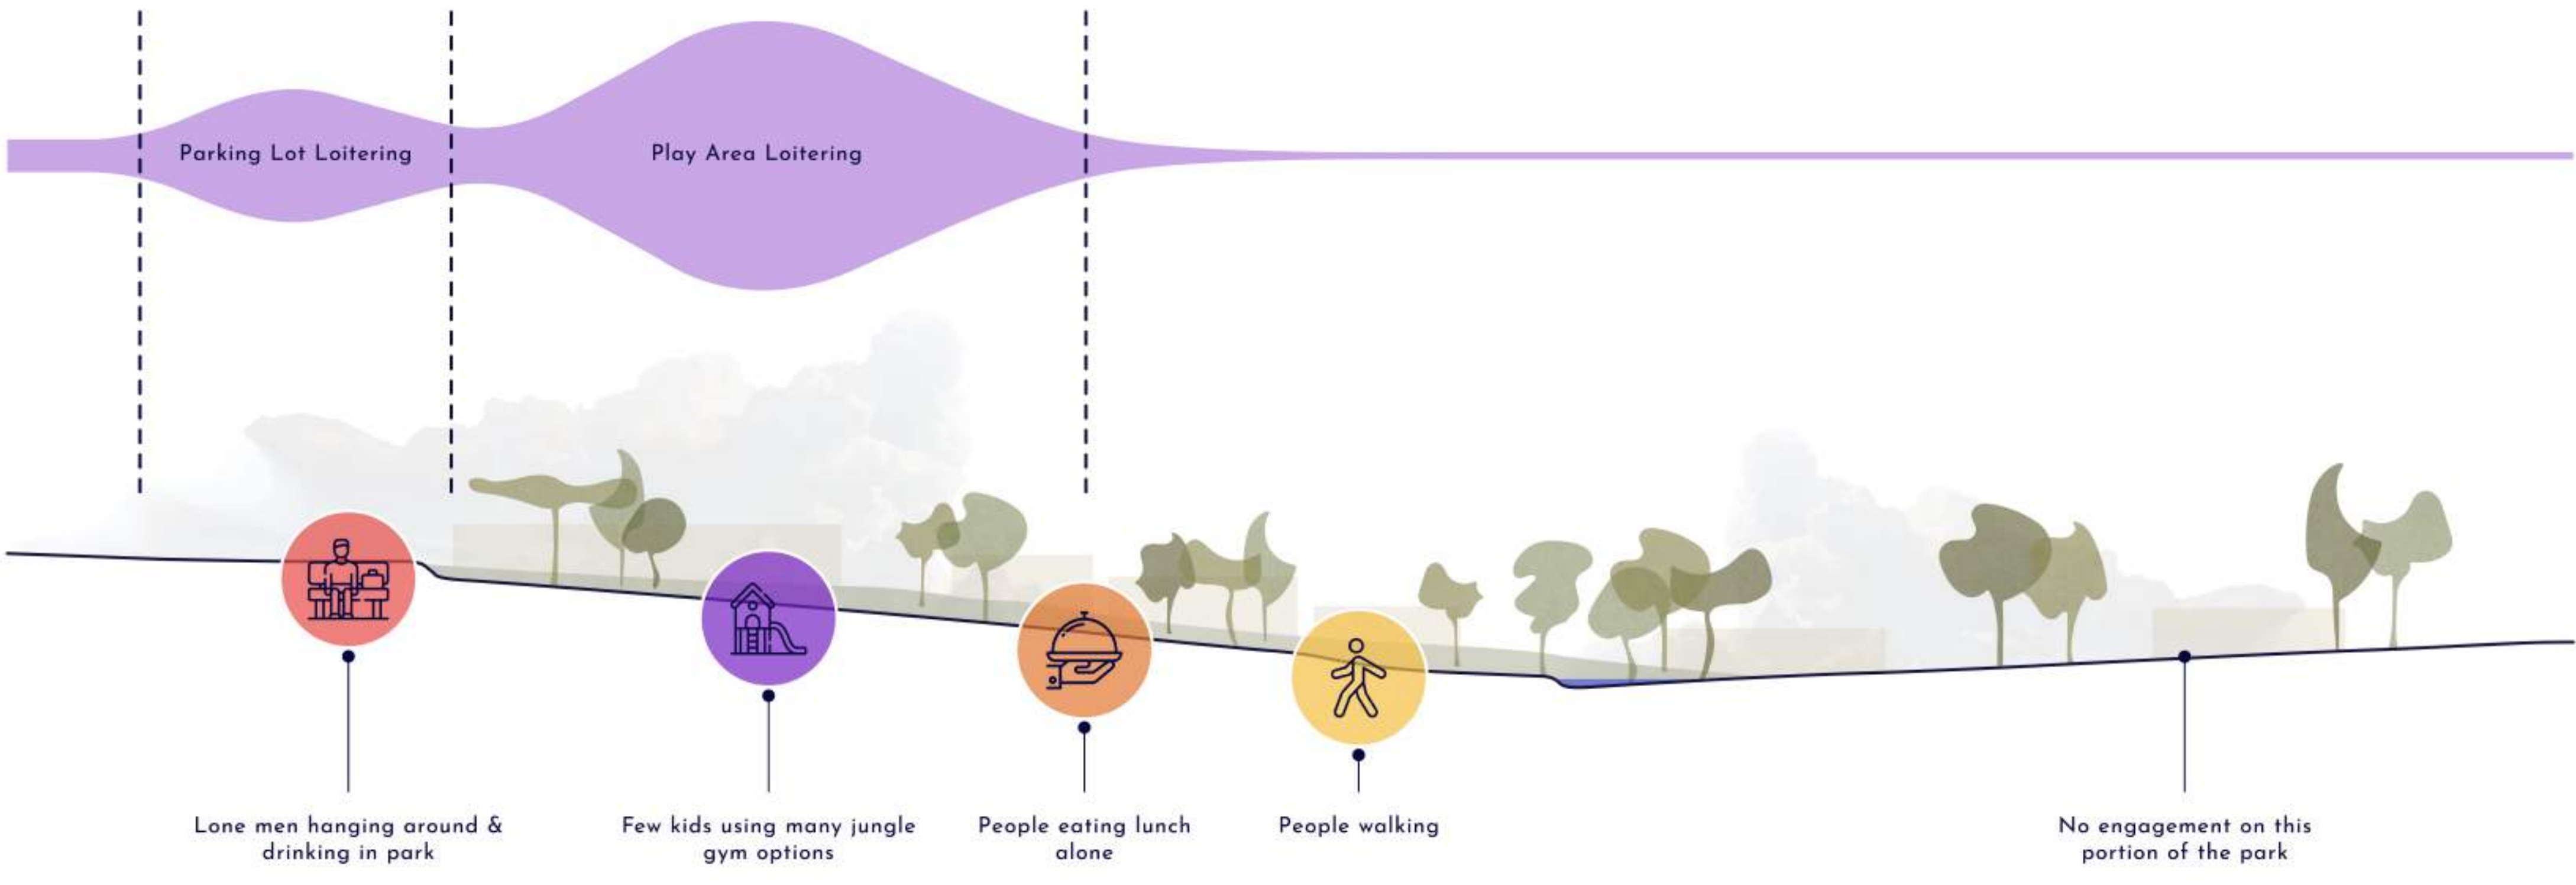 Parking Lot Loitering
Play Area Loitering
Lone men hanging around &
drinking in park
Few kids using many jungle
gym options
People eating lunch
alone
People walking
No engagement on this
portion of the park